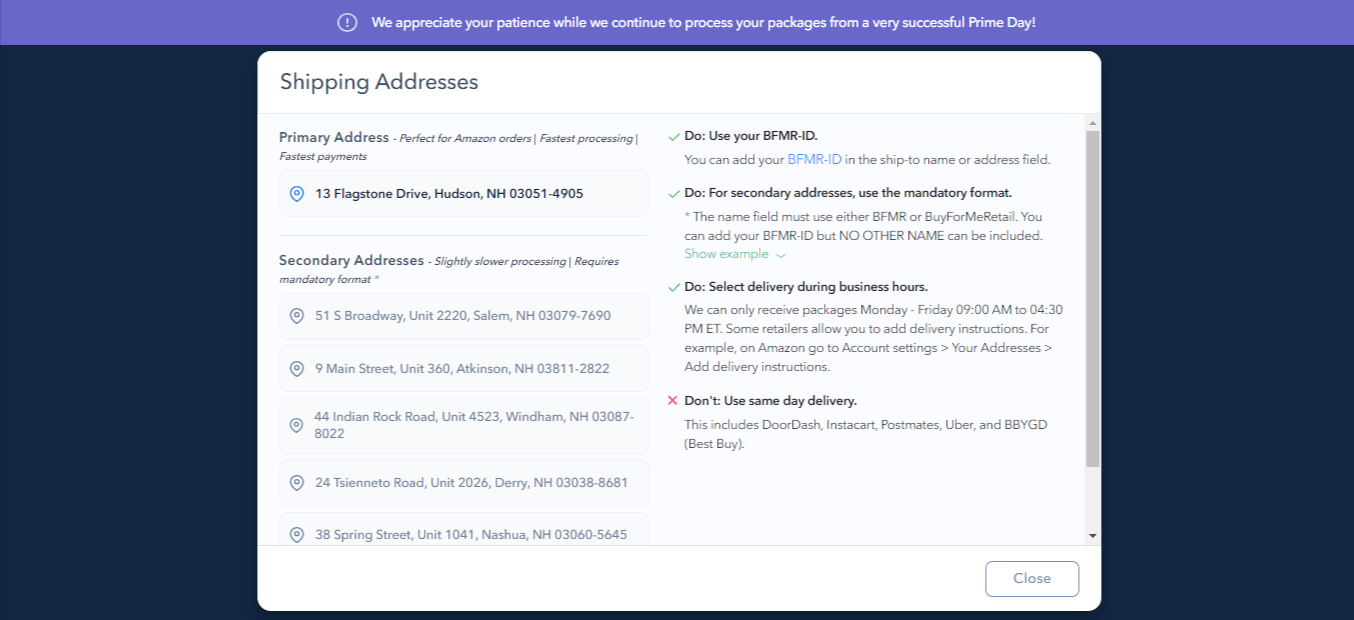 We appreciate your patience while we continue to process your packages from a very successful Prime Day!
Shipping Addresses
Primary Address - Perfect for Amazon orders | Fastest processing |
Fastest payments
13 Flagstone Drive, Hudson, NH 03051-4905
Secondary Addresses - Slightly slower processing | Requires
mandatory format *
51 S Broadway, Unit 2220, Salem, NH 03079-7690
9 Main Street, Unit 360, Atkinson, NH 03811-2822
44 Indian Rock Road, Unit 4523, Windham, NH 03087-
8022
24 Tsienneto Road, Unit 2026, Derry, NH 03038-8681
38 Spring Street, Unit 1041, Nashua, NH 03060-5645
Do: Use your BFMR-ID.
You can add your BFMR-ID in the ship-to name or address field.
Do: For secondary addresses, use the mandatory format.
* The name field must use either BFMR or BuyForMeRetail. You
can add your BFMR-ID but NO OTHER NAME can be included.
Show example
Do: Select delivery during business hours.
We can only receive packages Monday - Friday 09:00 AM to 04:30
PM ET. Some retailers allow you to add delivery instructions. For
example, on Amazon go to Account settings > Your Addresses >
Add delivery instructions.
Don't: Use same day delivery.
This includes DoorDash, Instacart, Postmates, Uber, and BBYGD
(Best Buy).
Close